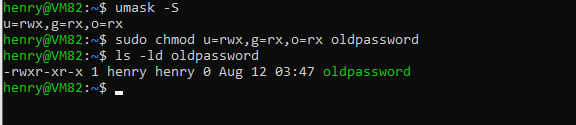 henry@VM82:~$ umask -S
u=rwx,g=rx,o=rx
henry@VM82:~$ sudo chmod u=rwx,g=rx,o=rx oldpassword
henry@VM82:~$ ls -ld oldpassword
-rwxr-xr-x 1 henry henry 0 Aug 12 03:47 oldpassword
henry@VM82:~$